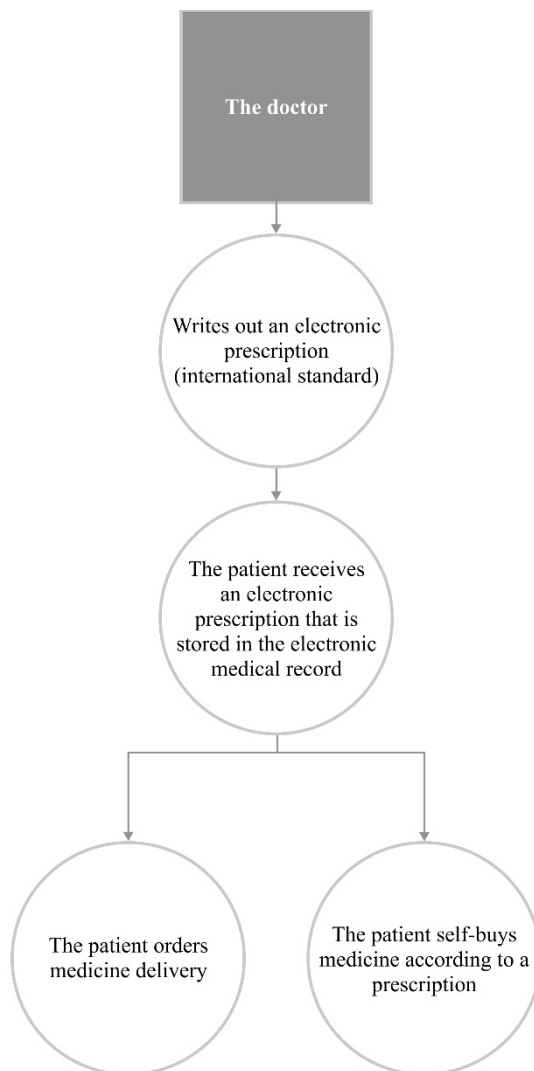 The doctor
Writes out an electronic
prescription
(international standard)
The patient receives
an electronic
prescription that is
stored in the electronic
medical record
The patient orders
medicine delivery
The patient self-buys
medicine according to a
prescription